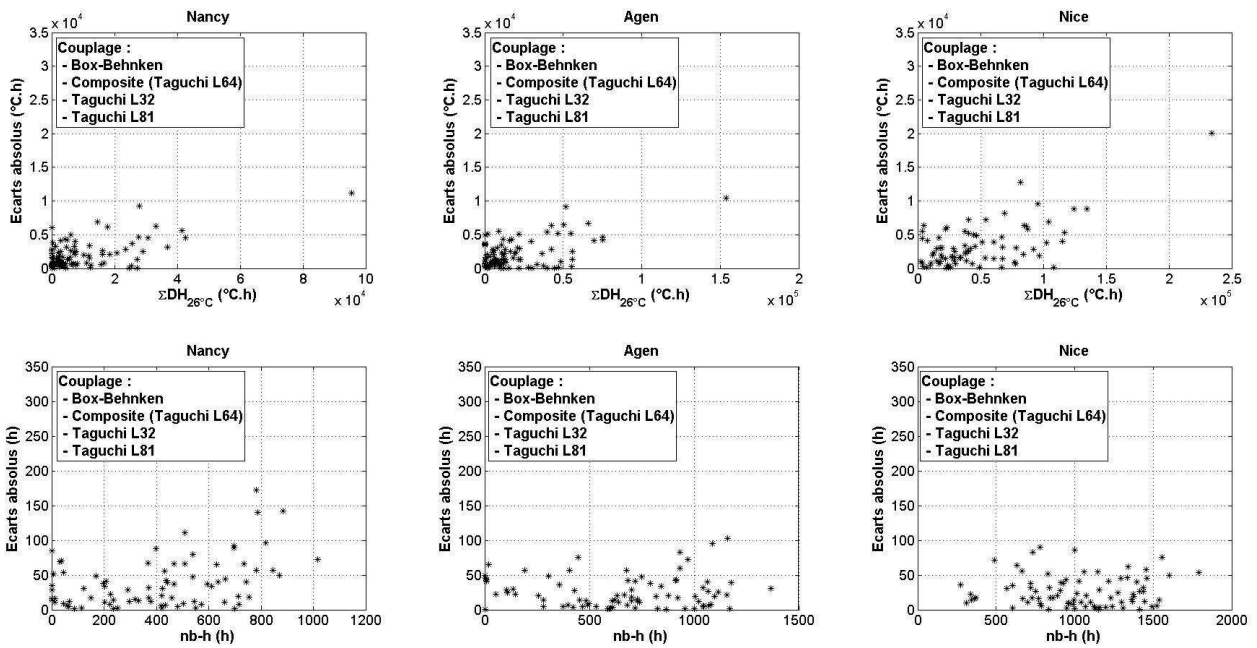 Nancy
x 10^4
3.5
3
2.5
2
1.5
1
0.5
0
Ecarts absolus (°C.h)
Couplage :
- Box-Behnken
- Composite (Taguchi L64)
- Taguchi L32
- Taguchi L81
0 2 4 6 8 10
x 10^4
ΣDH26°C (°C.h)
Agen
x 10^4
3.5
3
2.5
2
1.5
1
0.5
0
Ecarts absolus (°C.h)
Couplage :
- Box-Behnken
- Composite (Taguchi L64)
- Taguchi L32
- Taguchi L81
0 0.5 1 1.5 2
x 10^5
ΣDH26°C (°C.h)
Nice
x 10^4
3.5
3
2.5
2
1.5
1
0.5
0
Ecarts absolus (°C.h)
Couplage :
- Box-Behnken
- Composite (Taguchi L64)
- Taguchi L32
- Taguchi L81
0 0.5 1 1.5 2 2.5
x 10^5
ΣDH26°C (°C.h)
Nancy
350
300
250
200
150
100
50
0
Ecarts absolus (h)
Couplage :
- Box-Behnken
- Composite (Taguchi L64)
- Taguchi L32
- Taguchi L81
0 200 400 600 800 1000 1200
nb-h (h)
Agen
350
300
250
200
150
100
50
0
Ecarts absolus (h)
Couplage :
- Box-Behnken
- Composite (Taguchi L64)
- Taguchi L32
- Taguchi L81
0 500 1000 1500
nb-h (h)
Nice
350
300
250
200
150
100
50
0
Ecarts absolus (h)
Couplage :
- Box-Behnken
- Composite (Taguchi L64)
- Taguchi L32
- Taguchi L81
0 500 1000 1500 2000
nb-h (h)